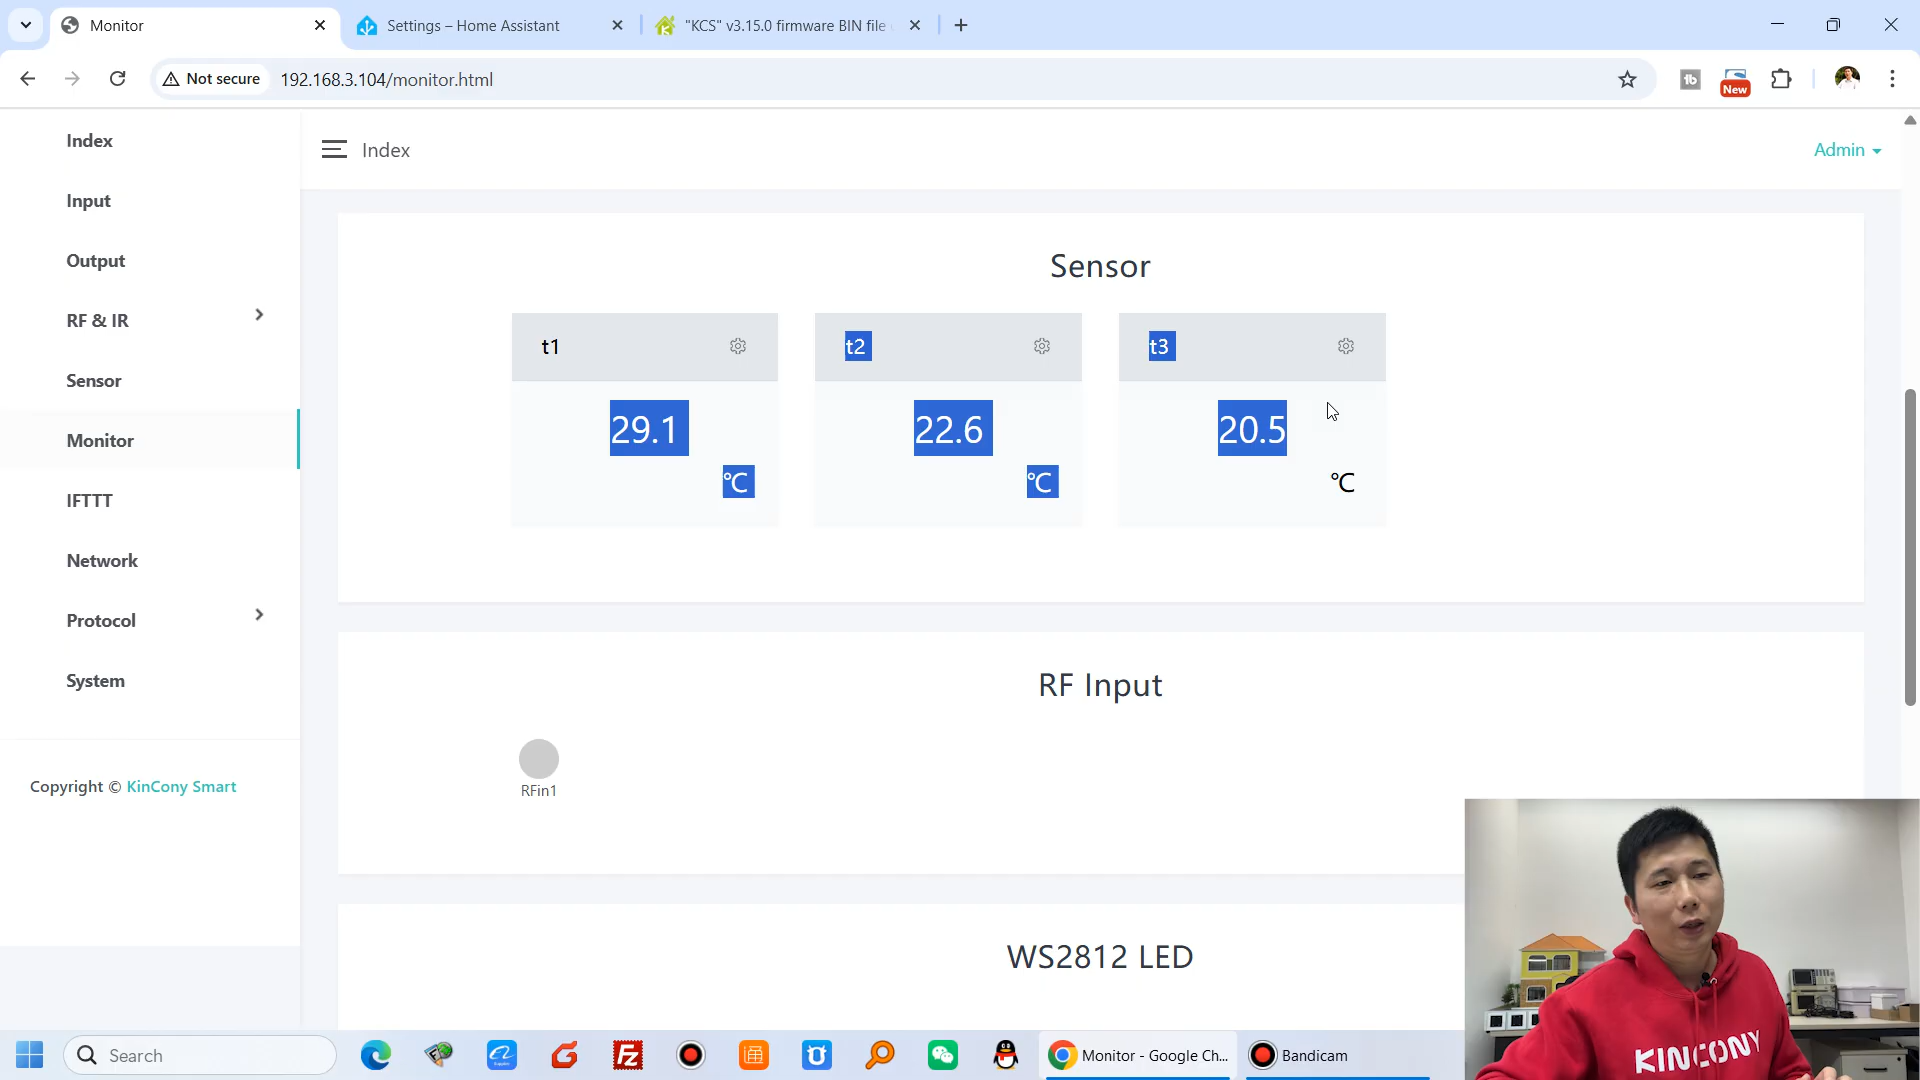 Monitor
Settings – Home Assistant
"KCS" v3.15.0 firmware BIN file
Not secure
192.168.3.104/monitor.html
New
Index
Input
Output
RF & IR
Sensor
Monitor
IFTTT
Network
Protocol
System
Copyright © KinCony Smart
Index
Admin
Sensor
t1
t2
t3
29.1
22.6
20.5
℃
℃
℃
RF Input
RFin1
WS2812 LED
KINCONY
Search
Monitor - Google Ch...
Bandicam